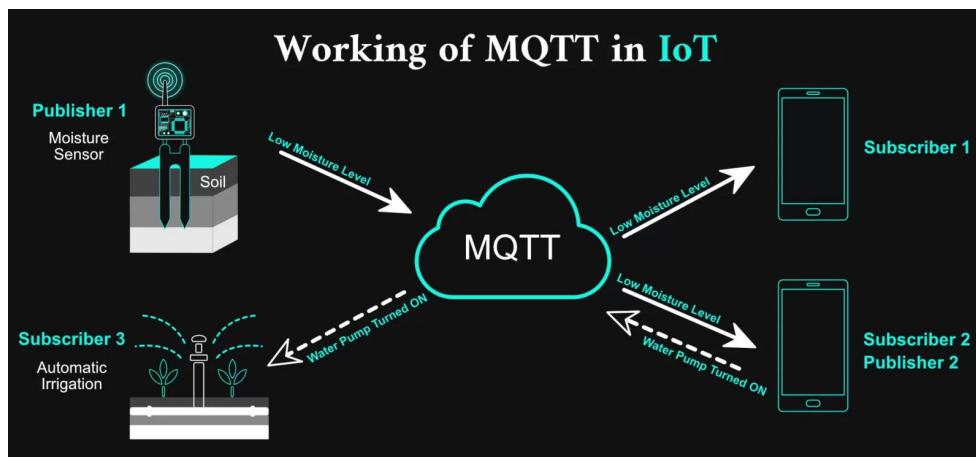 Working of MQTT in IoT
Publisher 1
Moisture
Sensor
Soil
Low Moisture Level
MQTT
Low Moisture Level
Subscriber 1
Subscriber 3
Automatic
Irrigation
Water Pump Turned ON
Low Moisture Level
Water Pump Turned ON
Subscriber 2
Publisher 2